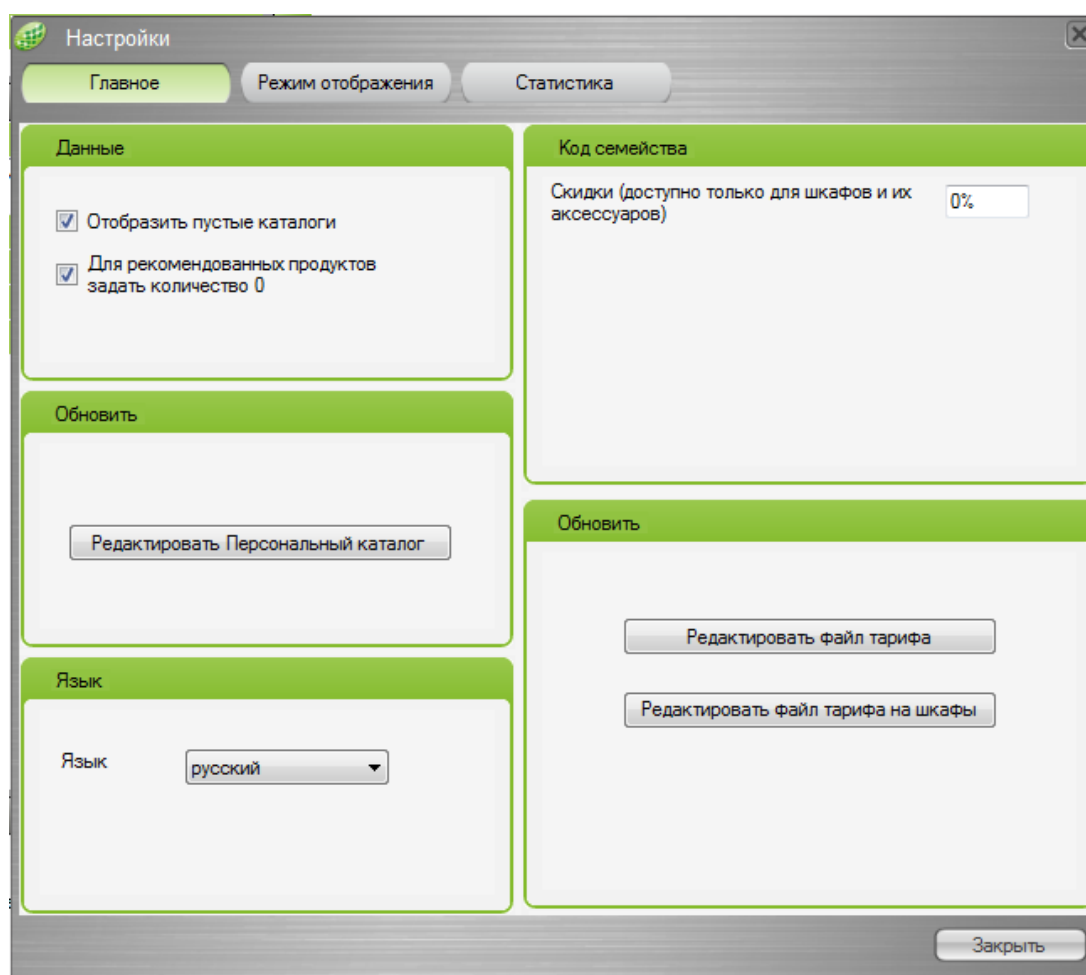 Настройки
Главное
Режим отображения
Статистика
Данные
Отобразить пустые каталоги
Для рекомендованных продуктов
задать количество 0
Обновить
Редактировать Персональный каталог
Язык
Язык
русский
Код семейства
Скидки (доступно только для шкафов и их
аксессуаров)
0%
Обновить
Редактировать файл тарифа
Редактировать файл тарифа на шкафы
Закрыть